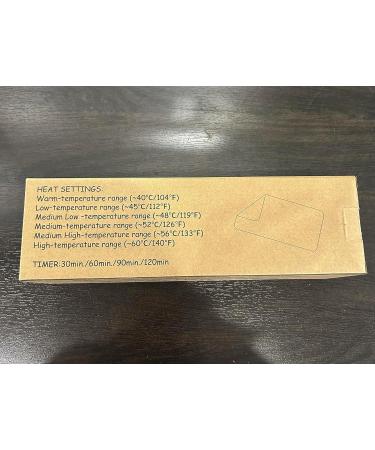 HEAT SETTINGS:
Warm-temperature range (~40°C/104°F)
Low-temperature range (~45°C/112°F)
Medium Low -temperature range (~48°C/119°F)
Medium-temperature range (~52°C/126°F)
Medium High-temperature range (~56°C/133°F)
High-temperature range (~60°C/140°F)
TIMER:30min./60min./90min./120min